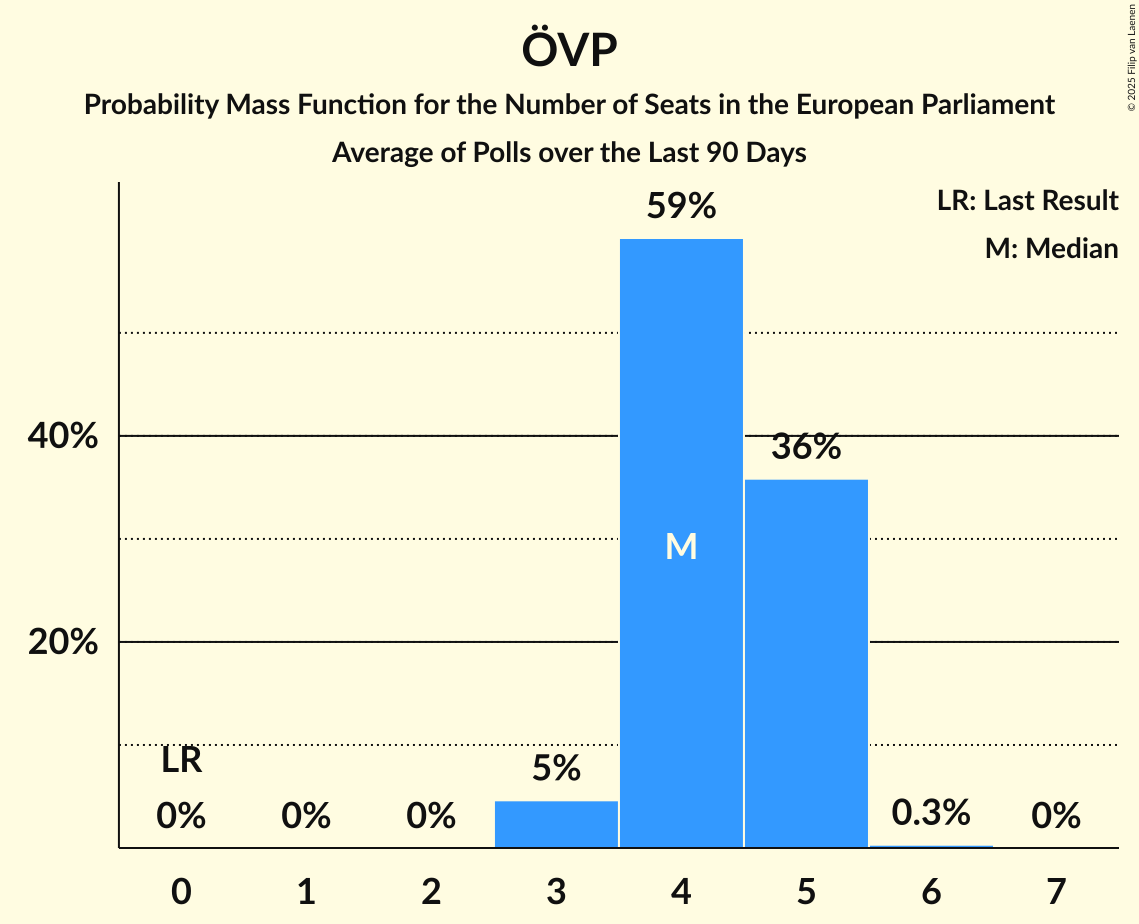 ÖVP
Probability Mass Function for the Number of Seats in the European Parliament
Average of Polls over the Last 90 Days
© 2025 Filip van Laenen
LR: Last Result
M: Median
59%
40%
36%
M
20%
LR
5%
0%
0%
0%
0.3%
0%
0
1
2
3
4
5
6
7